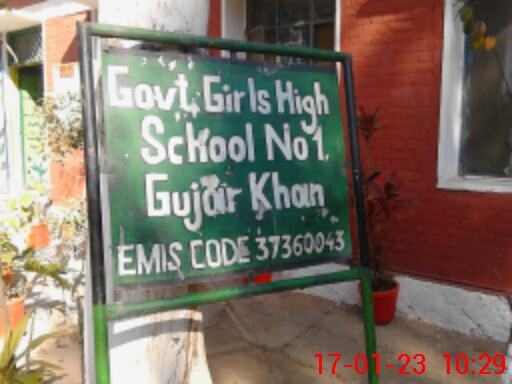 Govt. Girls High
School No 1,
Gujar Khan
EMIS CODE 37360043
17-01-23 10:29